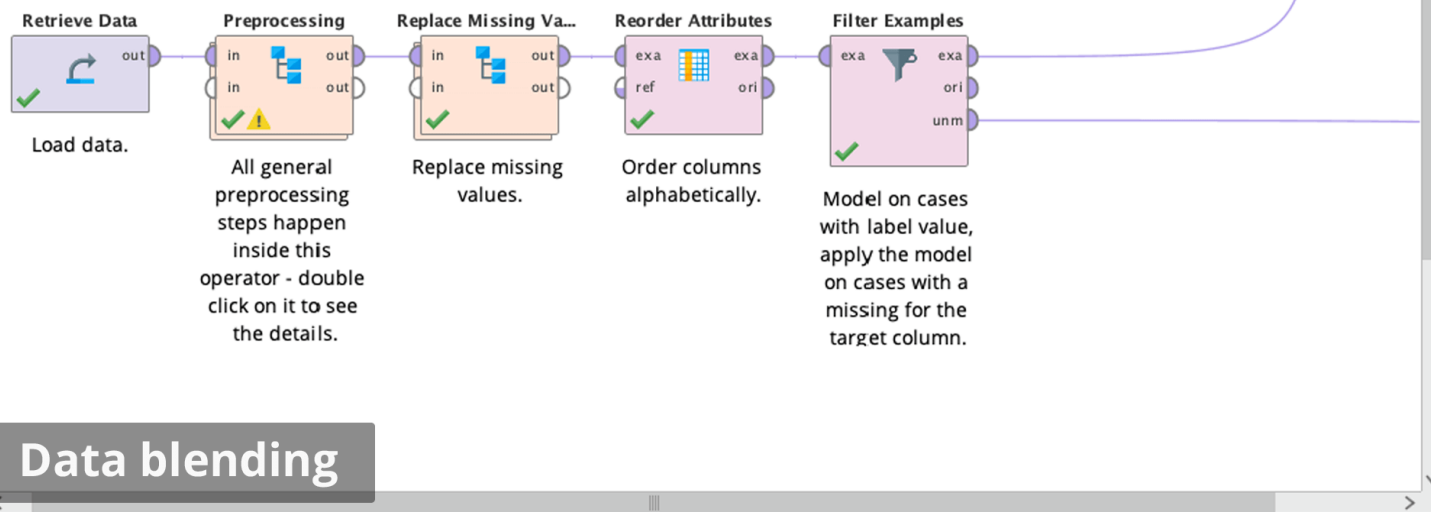 Retrieve Data
out
Load data.
Preprocessing
in
out
in
out
All general
preprocessing
steps happen
inside this
operator - double
click on it to see
the details.
Replace Missing Va...
in
out
in
out
Replace missing
values.
Reorder Attributes
exa
exa
ref
ori
Order columns
alphabetically.
Filter Examples
exa
exa
ori
unm
Model on cases
with label value,
apply the model
on cases with a
missing for the
target column.
Data blending